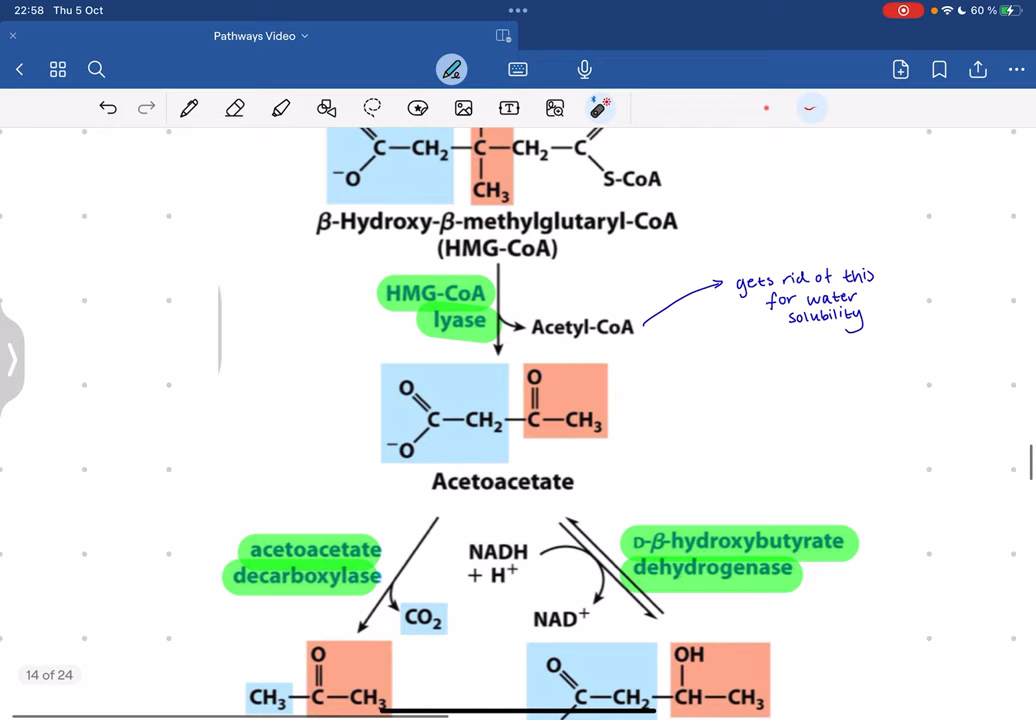 22:58 Thu 5 Oct
60 %
Pathways Video
C—CH2—C—CH2—C
⁻O
CH3
S-CoA
β-Hydroxy-β-methylglutaryl-CoA
(HMG-CoA)
gets rid of this
for water
solubility
HMG-CoA
lyase
Acetyl-CoA
O
O
C—CH2—C—CH3
⁻O
Acetoacetate
acetoacetate
decarboxylase
NADH
+ H⁺
D-β-hydroxybutyrate
dehydrogenase
CO2
NAD⁺
14 of 24
O
CH3—C—CH3
OH
O
C—CH2—CH—CH3